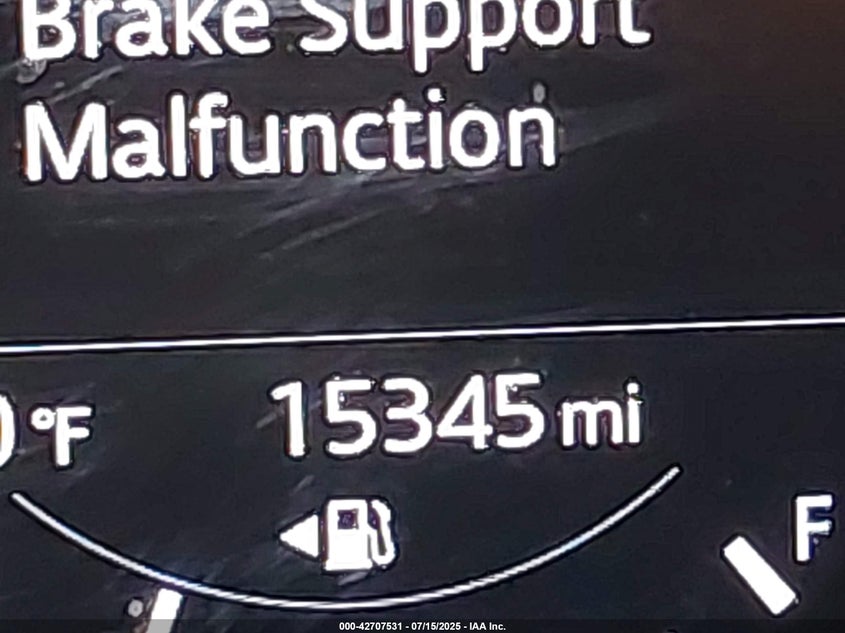 Brake Support
Malfunction
°F
15345 mi
F
000-42707531 - 07/15/2025 - IAA Inc.